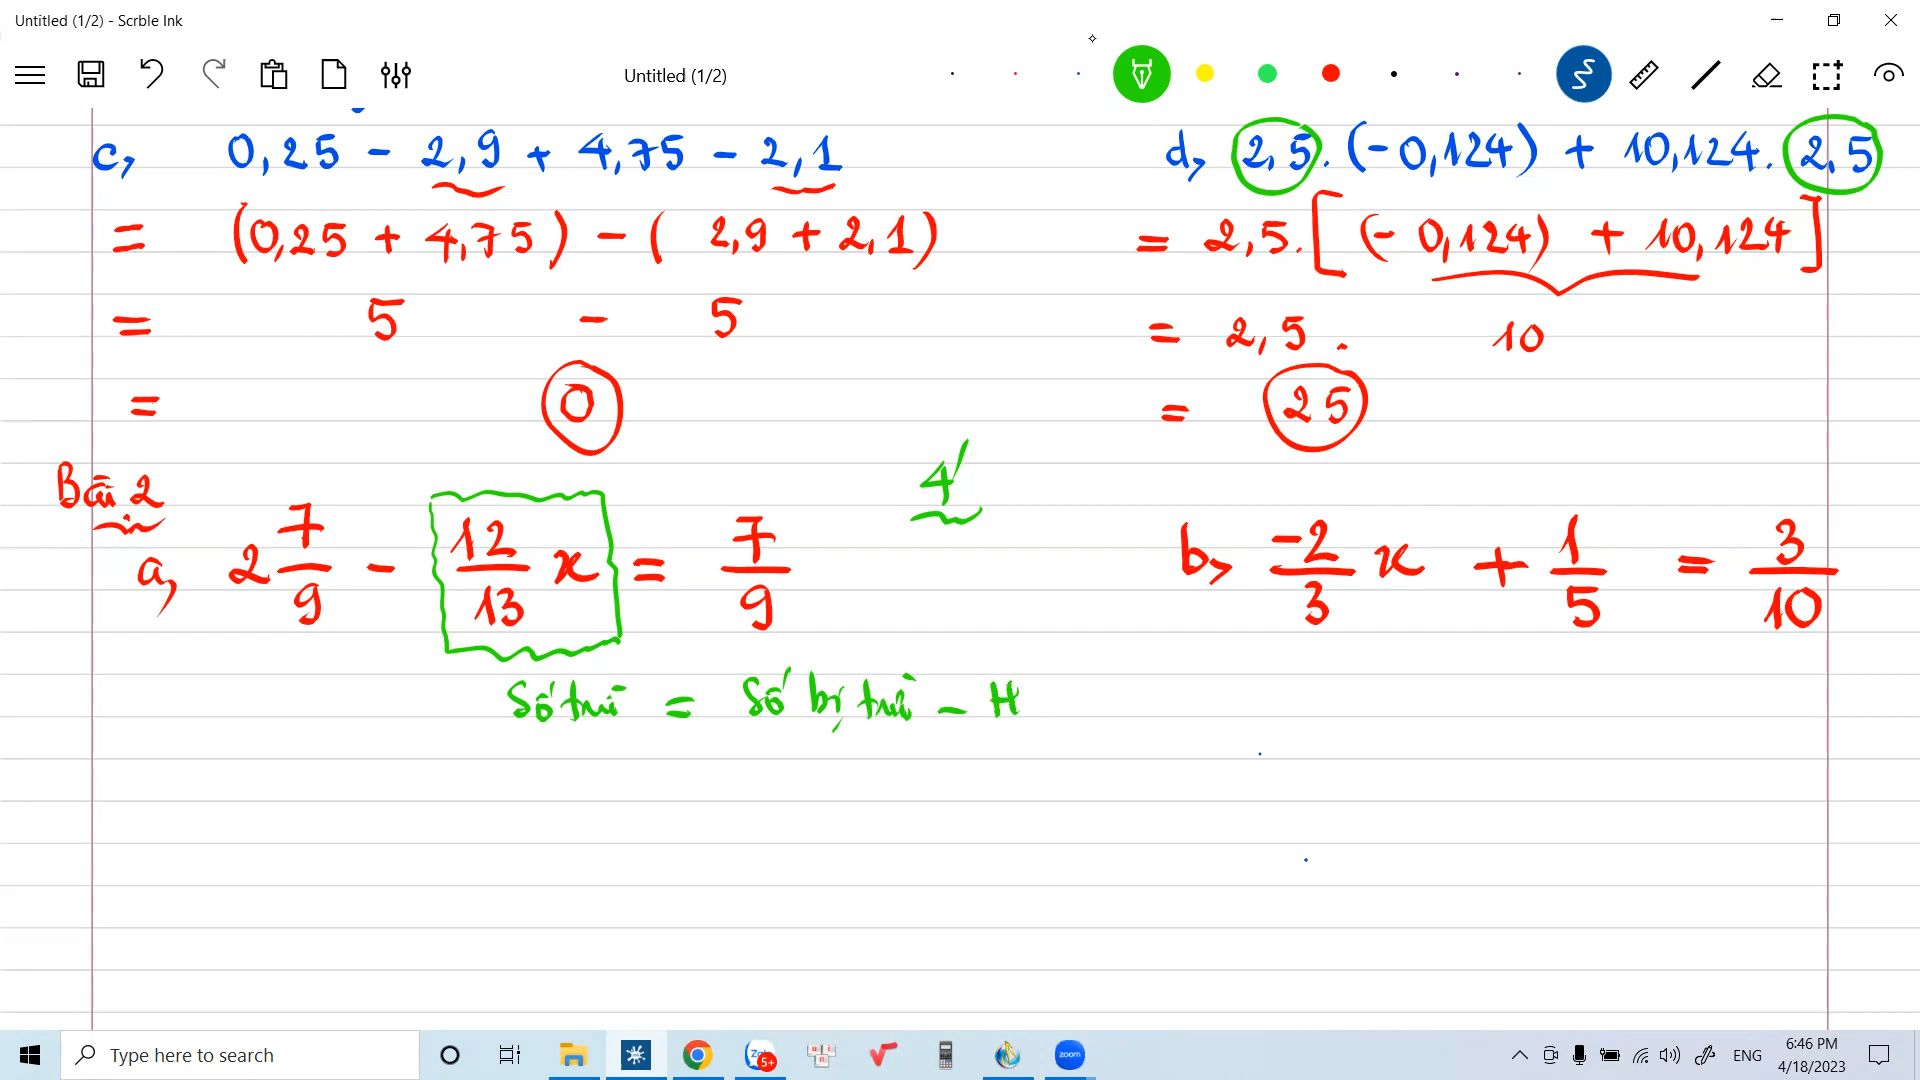 Untitled (1/2) - Scrble Ink
Untitled (1/2)
c, 0,25 - 2,9 + 4,75 - 2,1
= (0,25 + 4,75) - ( 2,9 + 2,1)
= 5 - 5
= 0
d, 2,5. (-0,124) + 10,124. 2,5
= 2,5. [ (-0,124) + 10,124 ]
= 2,5 . 10
= 25
Bài 2
4'
a, 2 7/9 - 12/13 x = 7/9
Số trừ = Số bị trừ - H
b, -2/3 x + 1/5 = 3/10
Type here to search
5+
zoom
ENG
6:46 PM
4/18/2023